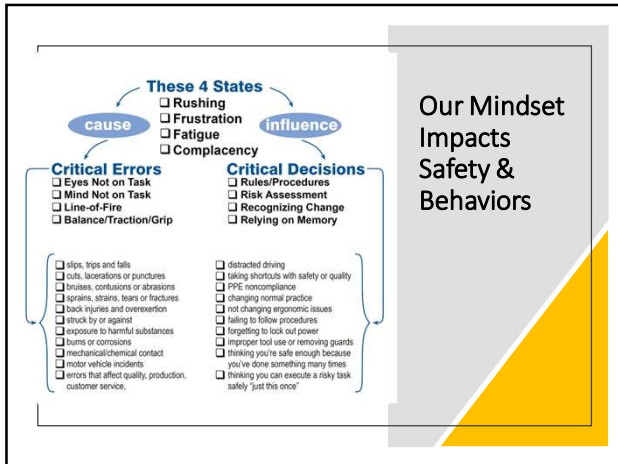 These 4 States
☐ Rushing
☐ Frustration
☐ Fatigue
☐ Complacency
cause
influence
Critical Errors
☐ Eyes Not on Task
☐ Mind Not on Task
☐ Line-of-Fire
☐ Balance/Traction/Grip
Critical Decisions
☐ Rules/Procedures
☐ Risk Assessment
☐ Recognizing Change
☐ Relying on Memory
☐ slips, trips and falls
☐ cuts, lacerations or punctures
☐ bruises, contusions or abrasions
☐ sprains, strains, tears or fractures
☐ back injuries and overexertion
☐ struck by or against
☐ exposure to harmful substances
☐ burns or corrosions
☐ mechanical/chemical contact
☐ motor vehicle incidents
☐ errors that affect quality, production,
customer service,
☐ distracted driving
☐ taking shortcuts with safety or quality
☐ PPE noncompliance
☐ changing normal practice
☐ not changing ergonomic issues
☐ failing to follow procedures
☐ forgetting to lock out power
☐ improper tool use or removing guards
☐ thinking you're safe enough because
you've done something many times
☐ thinking you can execute a risky task
safely "just this once"
Our Mindset
Impacts
Safety &
Behaviors